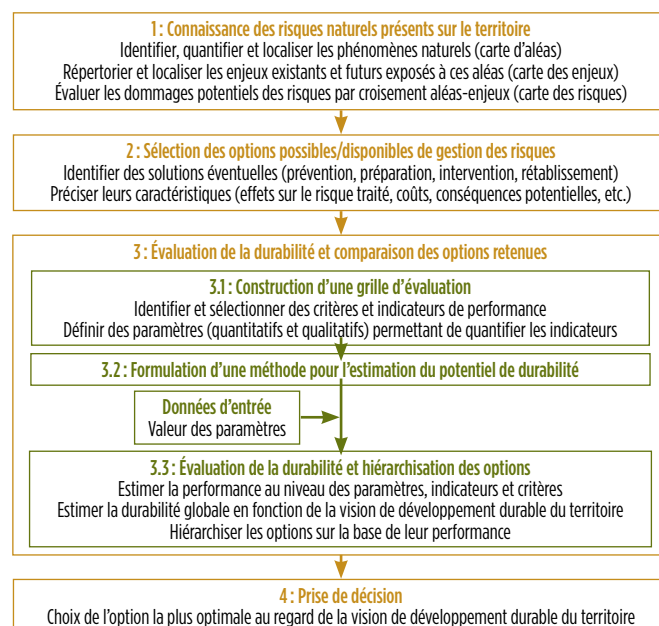 1 : Connaissance des risques naturels présents sur le territoire
Identifier, quantifier et localiser les phénomènes naturels (carte d'aléas)
Répertorier et localiser les enjeux existants et futurs exposés à ces aléas (carte des enjeux)
Évaluer les dommages potentiels des risques par croisement aléas-enjeux (carte des risques)
2 : Sélection des options possibles/disponibles de gestion des risques
Identifier des solutions éventuelles (prévention, préparation, intervention, rétablissement)
Préciser leurs caractéristiques (effets sur le risque traité, coûts, conséquences potentielles, etc.)
3 : Évaluation de la durabilité et comparaison des options retenues
3.1 : Construction d'une grille d'évaluation
Identifier et sélectionner des critères et indicateurs de performance
Définir des paramètres (quantitatifs et qualitatifs) permettant de quantifier les indicateurs
3.2 : Formulation d'une méthode pour l'estimation du potentiel de durabilité
Données d'entrée
Valeur des paramètres
3.3 : Évaluation de la durabilité et hiérarchisation des options
Estimer la performance au niveau des paramètres, indicateurs et critères
Estimer la durabilité globale en fonction de la vision de développement durable du territoire
Hiérarchiser les options sur la base de leur performance
4 : Prise de décision
Choix de l'option la plus optimale au regard de la vision de développement durable du territoire